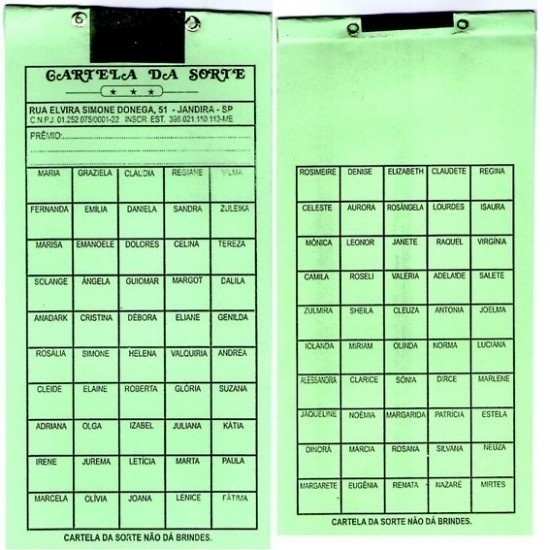 CARTELA DA SORTE
RUA ELVIRA SIMONE DONEGA, 51 - JANDIRA - SP
C.N.P.J. 01.252.075/0001-22 INSCR. EST. 398.021.110.113-ME
PRÊMIO:
MARIA GRAZIELA CLAUDIA REGIANE VILMA
FERNANDA EMILIA DANIELA SANDRA ZULEIKA
MARISA EMANOELE DOLORES CELINA TEREZA
SOLANGE ÂNGELA GUIOMAR MARGOT DALILA
ANADARK CRISTINA DÉBORA ELIANE GENILDA
ROSÁLIA SIMONE HELENA VALQUIRIA ANDRÉA
CLEIDE ELAINE ROBERTA GLÓRIA SUZANA
ADRIANA OLGA IZABEL JULIANA KÁTIA
IRENE JUREMA LETÍCIA MARTA PAULA
MARCELA OLÍVIA JOANA LENICE FÁTIMA
CARTELA DA SORTE NÃO DÁ BRINDES.
ROSIMEIRE DENISE ELIZABETH CLAUDETE REGINA
CELESTE AURORA ROSÂNGELA LOURDES ISAURA
MÔNICA LEONOR JANETE RAQUEL VIRGÍNIA
CAMILA ROSELI VALÉRIA ADELAIDE SALETE
ZULMIRA SHEILA CLEUZA ANTONIA JOELMA
IOLANDA MIRIAM OLINDA NORMA LUCIANA
ALESSANDRA CLARICE SÔNIA DIRCE MARLENE
JAQUELINE NOÊMIA MARGARIDA PATRÍCIA ESTELA
DINORÁ MÁRCIA ROSANA SILVANA NEUZA
MARGARETE EUGÊNIA RENATA NAZARÉ MIRTES
CARTELA DA SORTE NÃO DÁ BRINDES.